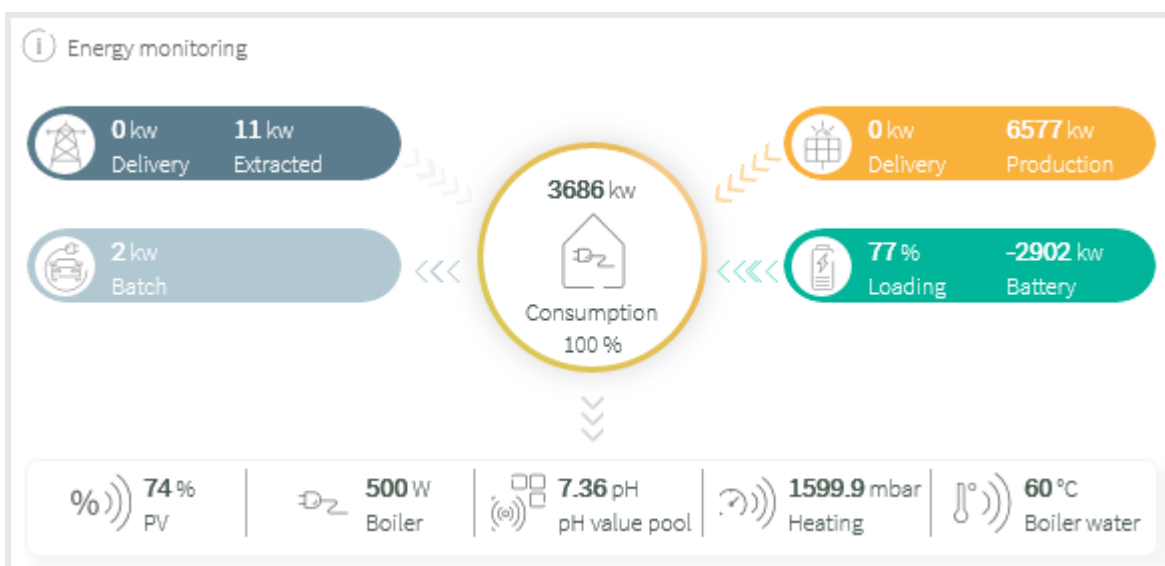 Energy monitoring
0 kw 11 kw
Delivery Extracted
0 kw 6577 kw
Delivery Production
3686 kw
Consumption
100 %
2 kw
Batch
77 % -2902 kw
Loading Battery
% 74 %
PV
500 W
Boiler
7.36 pH
pH value pool
1599.9 mbar
Heating
60 °C
Boiler water